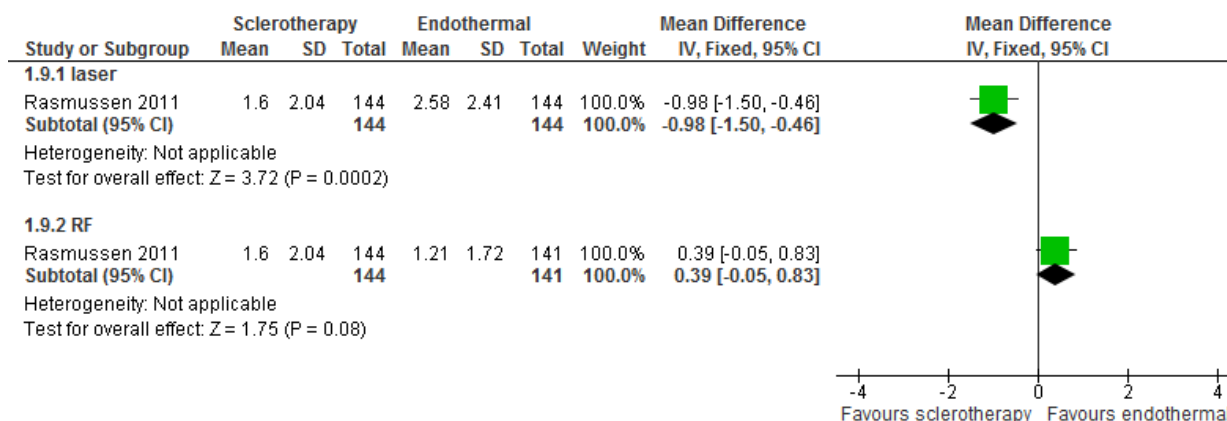 Sclerotherapy Endothermal Mean Difference Mean Difference
Study or Subgroup Mean SD Total Mean SD Total Weight IV, Fixed, 95% CI IV, Fixed, 95% CI
1.9.1 laser
Rasmussen 2011 1.6 2.04 144 2.58 2.41 144 100.0% -0.98 [-1.50, -0.46]
Subtotal (95% CI) 144 144 100.0% -0.98 [-1.50, -0.46]
Heterogeneity: Not applicable
Test for overall effect: Z = 3.72 (P = 0.0002)
1.9.2 RF
Rasmussen 2011 1.6 2.04 144 1.21 1.72 141 100.0% 0.39 [-0.05, 0.83]
Subtotal (95% CI) 144 141 100.0% 0.39 [-0.05, 0.83]
Heterogeneity: Not applicable
Test for overall effect: Z = 1.75 (P = 0.08)
-4 -2 0 2 4
Favours sclerotherapy Favours endotherma